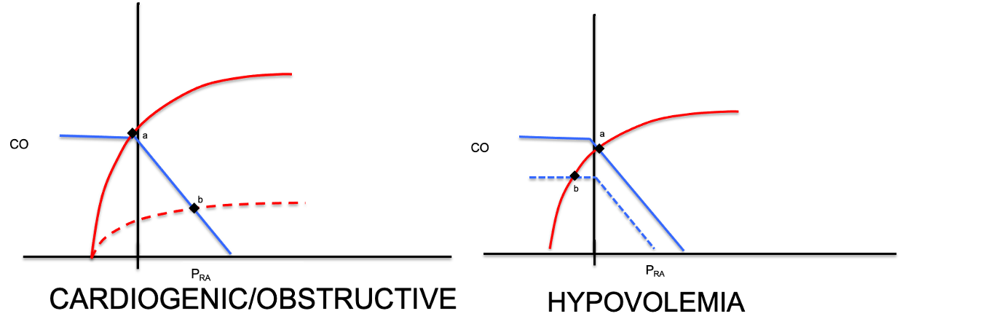 CO
a
b
PRA
CARDIOGENIC/OBSTRUCTIVE
CO
a
b
PRA
HYPOVOLEMIA